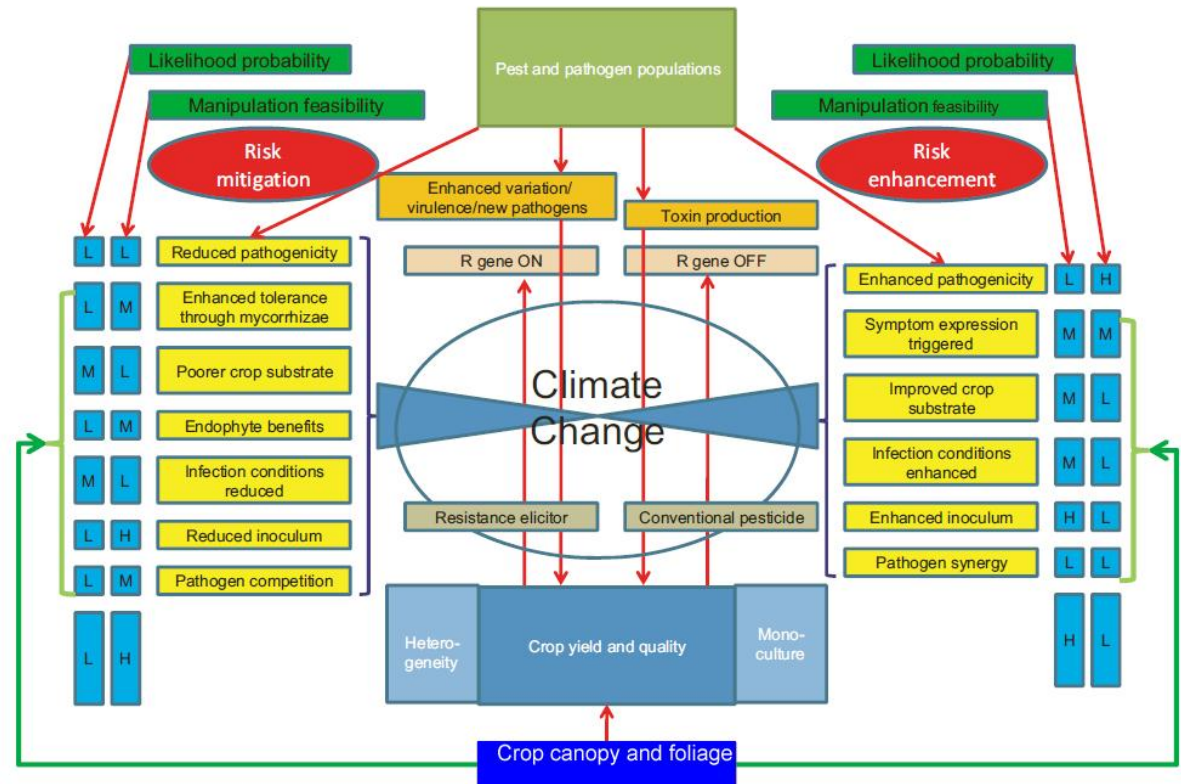 Likelihood probability
Manipulation feasibility
Risk
mitigation
Pest and pathogen populations
Likelihood probability
Manipulation feasibility
Risk
enhancement
Enhanced variation/
virulence/new pathogens
Toxin production
R gene ON
R gene OFF
L L Reduced pathogenicity
L M Enhanced tolerance
through mycorrhizae
M L Poorer crop substrate
L M Endophyte benefits
M L Infection conditions
reduced
L H Reduced inoculum
L M Pathogen competition
L H
Climate
Change
Resistance elicitor
Conventional pesticide
Enhanced pathogenicity L H
Symptom expression
triggered M M
Improved crop
substrate M L
Infection conditions
enhanced M L
Enhanced inoculum H L
Pathogen synergy L L
H L
Hetero-
geneity
Crop yield and quality
Mono-
culture
Crop canopy and foliage